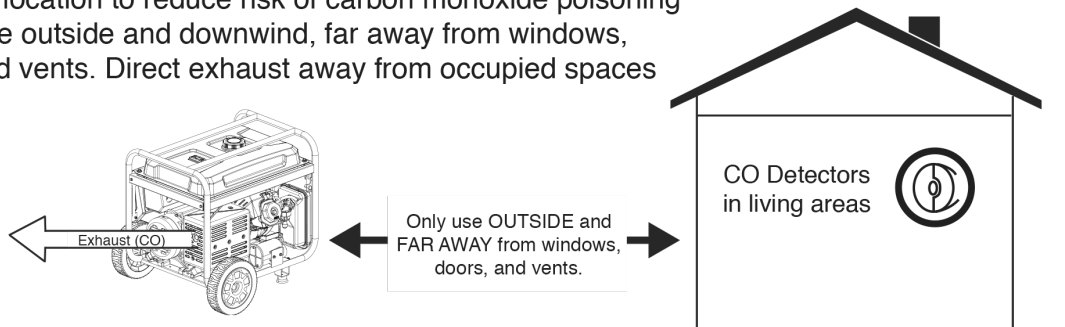 location to reduce risk of carbon monoxide poisoning
outside and downwind, far away from windows,
vents. Direct exhaust away from occupied spaces
CO Detectors
in living areas
Only use OUTSIDE and
FAR AWAY from windows,
doors, and vents.
Exhaust (CO)